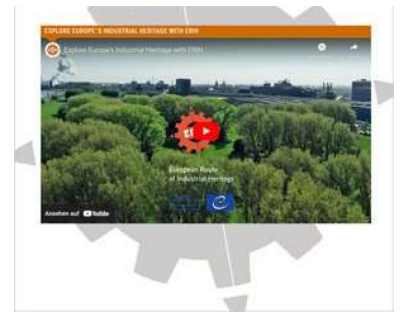 EXPLORE EUROPE'S INDUSTRIAL HERITAGE WITH ERIH
Explore Europe's Industrial Heritage with ERIH
European Route
of Industrial Heritage
Ansehen auf YouTube